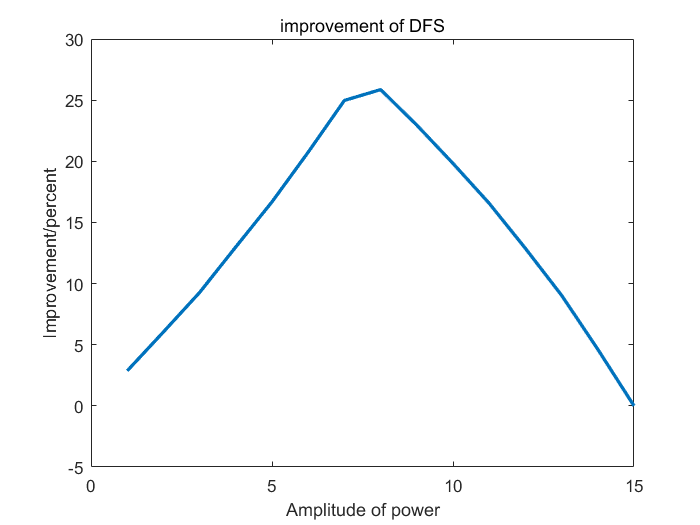 improvement of DFS
30
25
20
15
10
5
0
-5
Improvement/percent
0 5 10 15
Amplitude of power